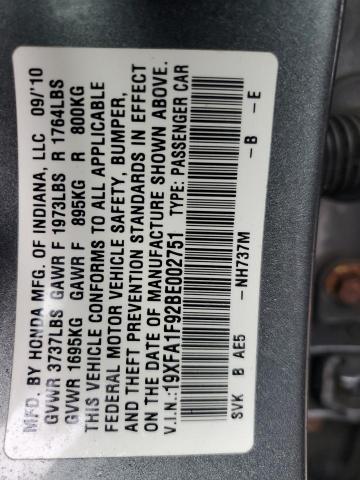 MFD. BY HONDA MFG. OF INDIANA, LLC 09/'10
GVWR 3737LBS GAWR F 1973LBS R 1764LBS
GVWR 1695KG GAWR F 895KG R 800KG
THIS VEHICLE CONFORMS TO ALL APPLICABLE
FEDERAL MOTOR VEHICLE SAFETY, BUMPER,
AND THEFT PREVENTION STANDARDS IN EFFECT
ON THE DATE OF MANUFACTURE SHOWN ABOVE.
V.I.N.:19XFA1F92BE002751 TYPE: PASSENGER CAR
-NH737M -B -E
SVK B AE5